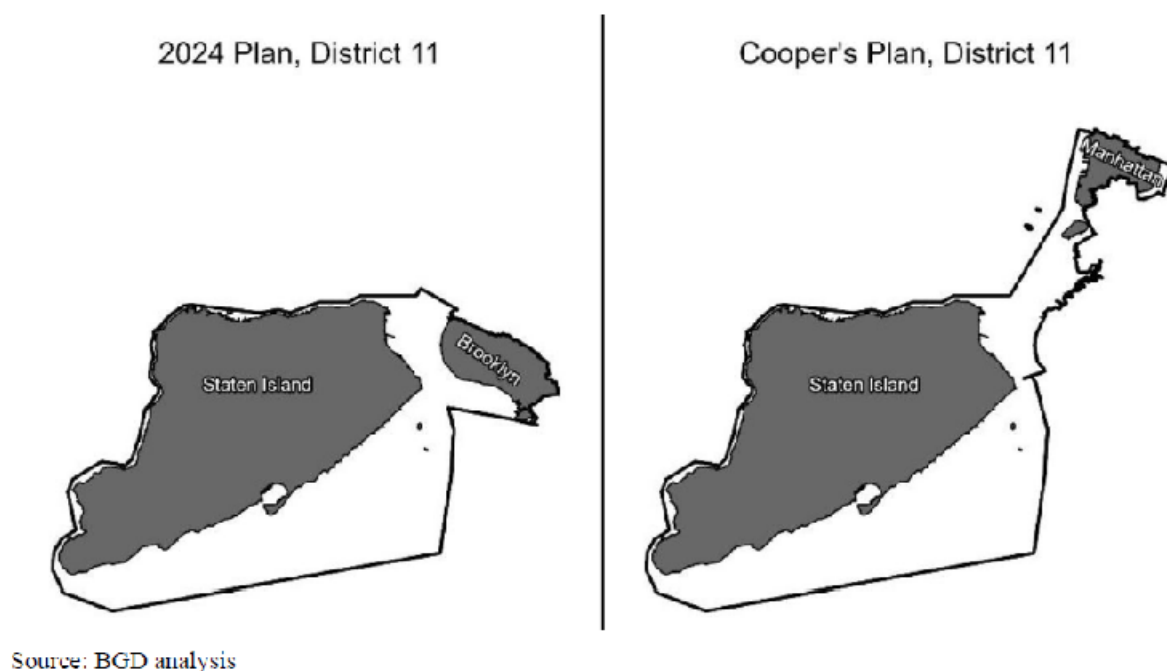 2024 Plan, District 11
Staten Island
Brooklyn
Cooper's Plan, District 11
Manhattan
Staten Island
Source: BGD analysis